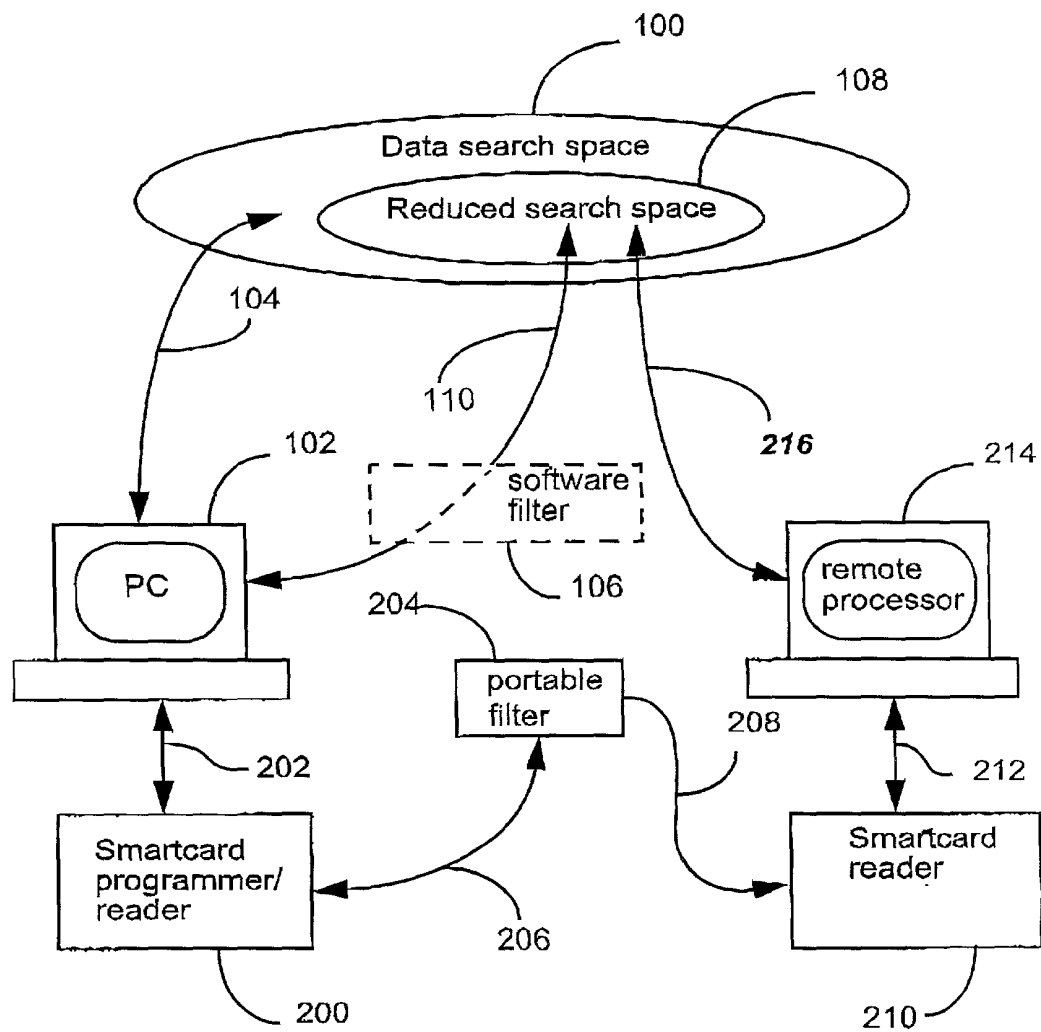 100
108
Data search space
Reduced search space
104
110
216
102
214
software
filter
PC
106
remote
processor
204
portable
filter
208
202
212
Smartcard
programmer/
reader
Smartcard
reader
206
200
210